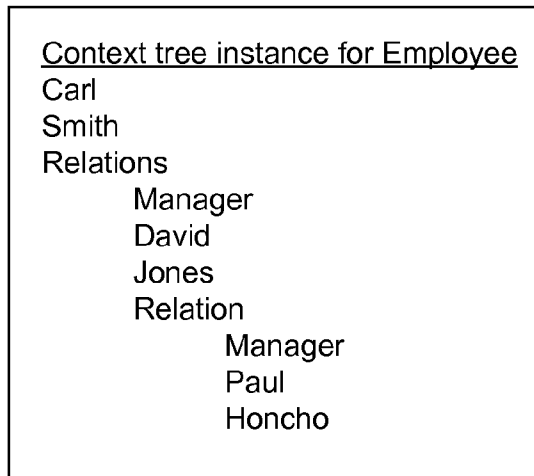 Context tree instance for Employee
Carl
Smith
Relations
Manager
David
Jones
Relation
Manager
Paul
Honcho